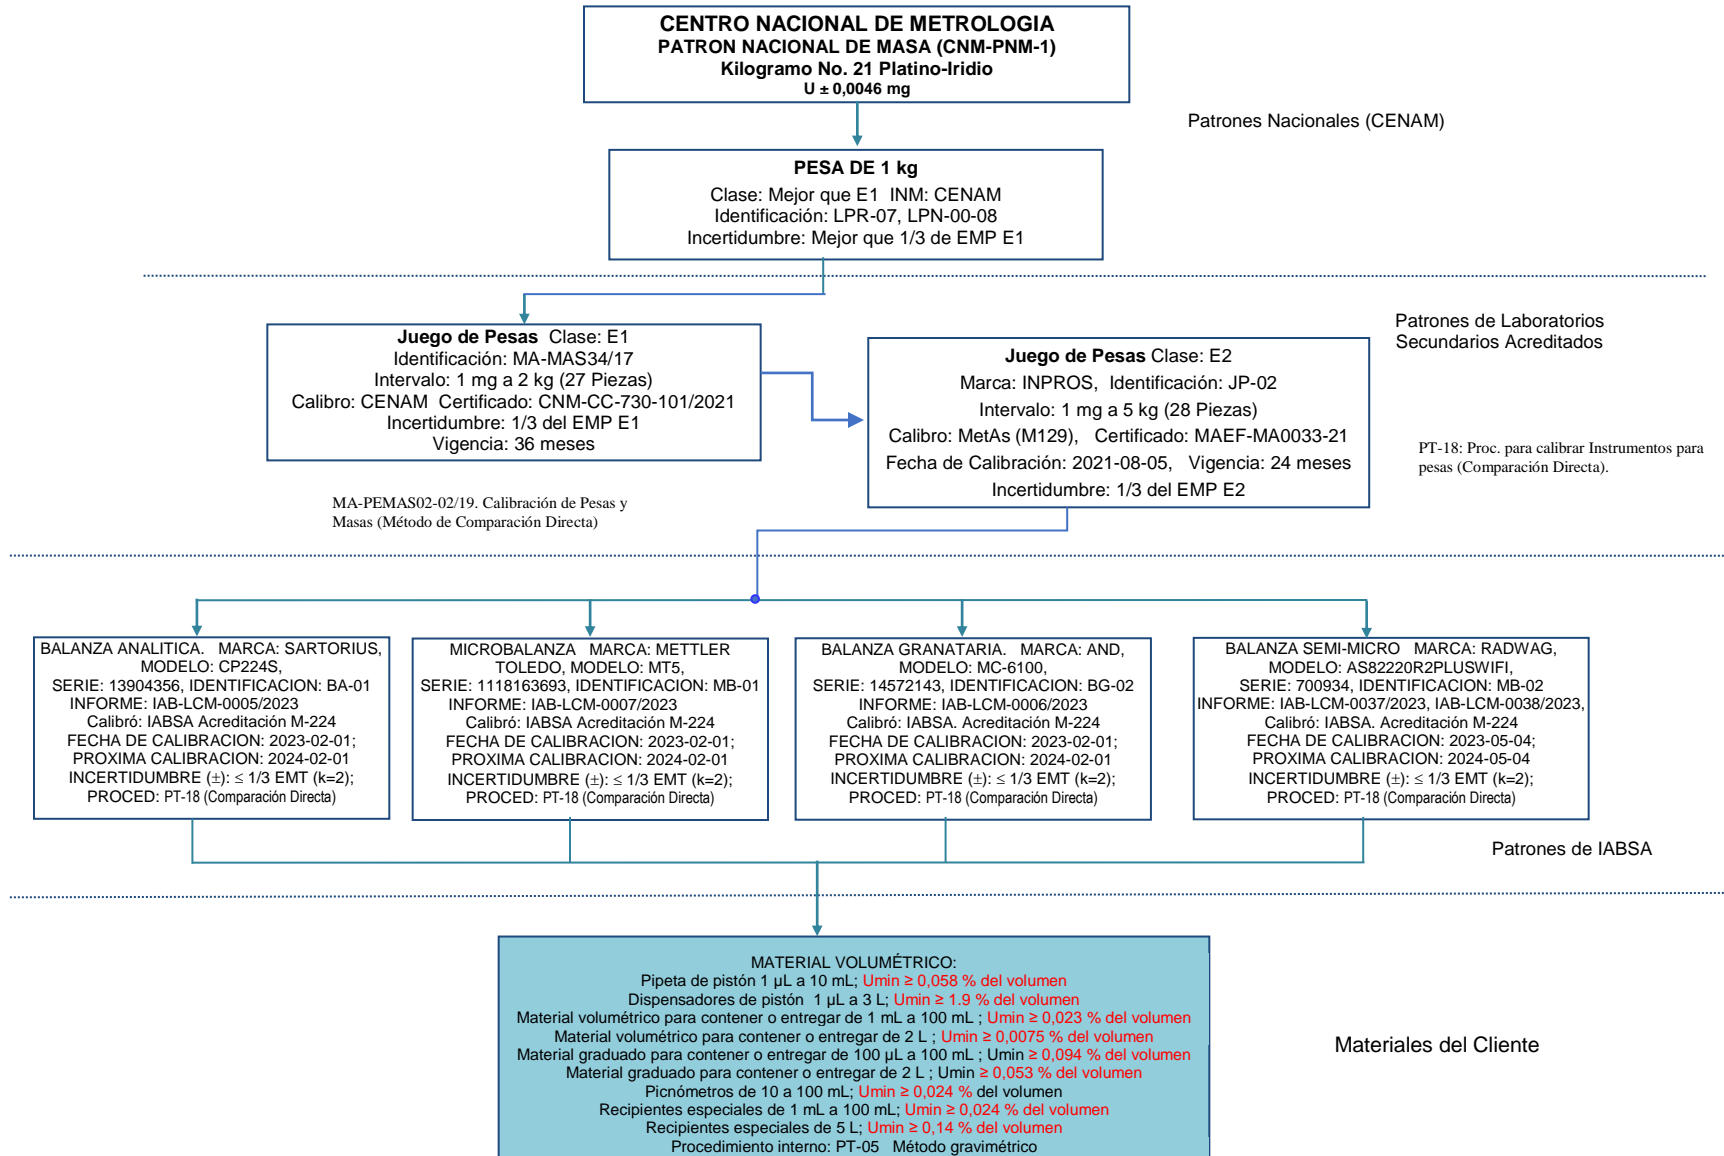 CENTRO NACIONAL DE METROLOGIA
PATRON NACIONAL DE MASA (CNM-PNM-1)
Kilogramo No. 21 Platino-Iridio
U ± 0,0046 mg
Patrones Nacionales (CENAM)
PESA DE 1 kg
Clase: Mejor que E1 INM: CENAM
Identificación: LPR-07, LPN-00-08
Incertidumbre: Mejor que 1/3 de EMP E1
Juego de Pesas Clase: E1
Identificación: MA-MAS34/17
Intervalo: 1 mg a 2 kg (27 Piezas)
Calibro: CENAM Certificado: CNM-CC-730-101/2021
Incertidumbre: 1/3 del EMP E1
Vigencia: 36 meses
Patrones de Laboratorios
Secundarios Acreditados
Juego de Pesas Clase: E2
Marca: INPROS, Identificación: JP-02
Intervalo: 1 mg a 5 kg (28 Piezas)
Calibro: MetAs (M129), Certificado: MAEF-MA0033-21
Fecha de Calibración: 2021-08-05, Vigencia: 24 meses
Incertidumbre: 1/3 del EMP E2
PT-18: Proc. para calibrar Instrumentos para
pesas (Comparación Directa).
MA-PEMAS02-02/19. Calibración de Pesas y
Masas (Método de Comparación Directa)
BALANZA ANALITICA. MARCA: SARTORIUS,
MODELO: CP224S,
SERIE: 13904356, IDENTIFICACION: BA-01
INFORME: IAB-LCM-0005/2023
Calibró: IABSA Acreditación M-224
FECHA DE CALIBRACION: 2023-02-01;
PROXIMA CALIBRACION: 2024-02-01
INCERTIDUMBRE (±): ≤ 1/3 EMT (k=2);
PROCED: PT-18 (Comparación Directa)
MICROBALANZA MARCA: METTLER
TOLEDO, MODELO: MT5,
SERIE: 1118163693, IDENTIFICACION: MB-01
INFORME: IAB-LCM-0007/2023
Calibró: IABSA Acreditación M-224
FECHA DE CALIBRACION: 2023-02-01;
PROXIMA CALIBRACION: 2024-02-01
INCERTIDUMBRE (±): ≤ 1/3 EMT (k=2);
PROCED: PT-18 (Comparación Directa)
BALANZA GRANATARIA. MARCA: AND,
MODELO: MC-6100,
SERIE: 14572143, IDENTIFICACION: BG-02
INFORME: IAB-LCM-0006/2023
Calibró: IABSA. Acreditación M-224
FECHA DE CALIBRACION: 2023-02-01;
PROXIMA CALIBRACION: 2024-02-01
INCERTIDUMBRE (±): ≤ 1/3 EMT (k=2);
PROCED: PT-18 (Comparación Directa)
BALANZA SEMI-MICRO MARCA: RADWAG,
MODELO: AS82220R2PLUSWIFI,
SERIE: 700934, IDENTIFICACION: MB-02
INFORME: IAB-LCM-0037/2023, IAB-LCM-0038/2023,
Calibró: IABSA. Acreditación M-224
FECHA DE CALIBRACION: 2023-05-04;
PROXIMA CALIBRACION: 2024-05-04
INCERTIDUMBRE (±): ≤ 1/3 EMT (k=2);
PROCED: PT-18 (Comparación Directa)
Patrones de IABSA
MATERIAL VOLUMÉTRICO:
Pipeta de pistón 1 µL a 10 mL; Umin ≥ 0,058 % del volumen
Dispensadores de pistón 1 µL a 3 L; Umin ≥ 1.9 % del volumen
Material volumétrico para contener o entregar de 1 mL a 100 mL ; Umin ≥ 0,023 % del volumen
Material volumétrico para contener o entregar de 2 L ; Umin ≥ 0,0075 % del volumen
Material graduado para contener o entregar de 100 µL a 100 mL ; Umin ≥ 0,094 % del volumen
Material graduado para contener o entregar de 2 L ; Umin ≥ 0,053 % del volumen
Picnómetros de 10 a 100 mL; Umin ≥ 0,024 % del volumen
Recipientes especiales de 1 mL a 100 mL; Umin ≥ 0,024 % del volumen
Recipientes especiales de 5 L; Umin ≥ 0,14 % del volumen
Procedimiento interno: PT-05 Método gravimétrico
Materiales del Cliente